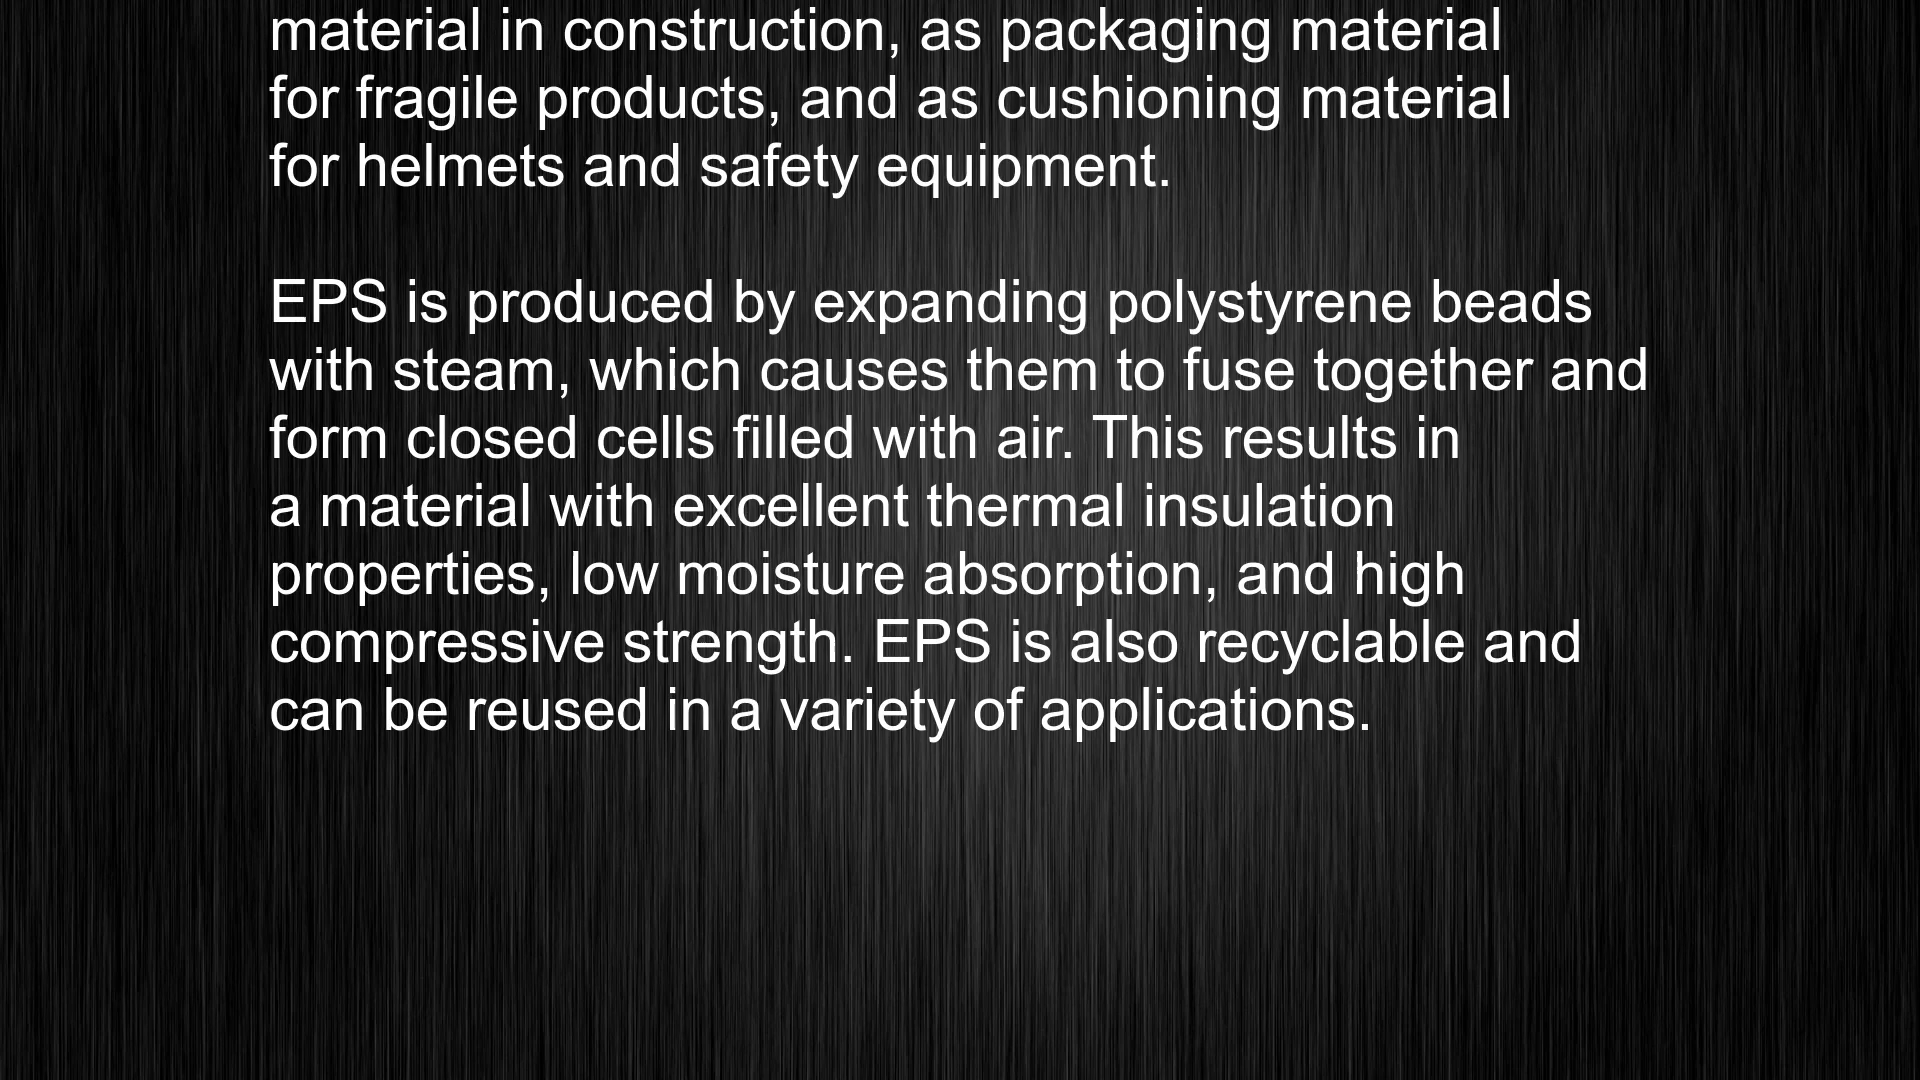 material in construction, as packaging material
for fragile products, and as cushioning material
for helmets and safety equipment.
EPS is produced by expanding polystyrene beads
with steam, which causes them to fuse together and
form closed cells filled with air. This results in
a material with excellent thermal insulation
properties, low moisture absorption, and high
compressive strength. EPS is also recyclable and
can be reused in a variety of applications.